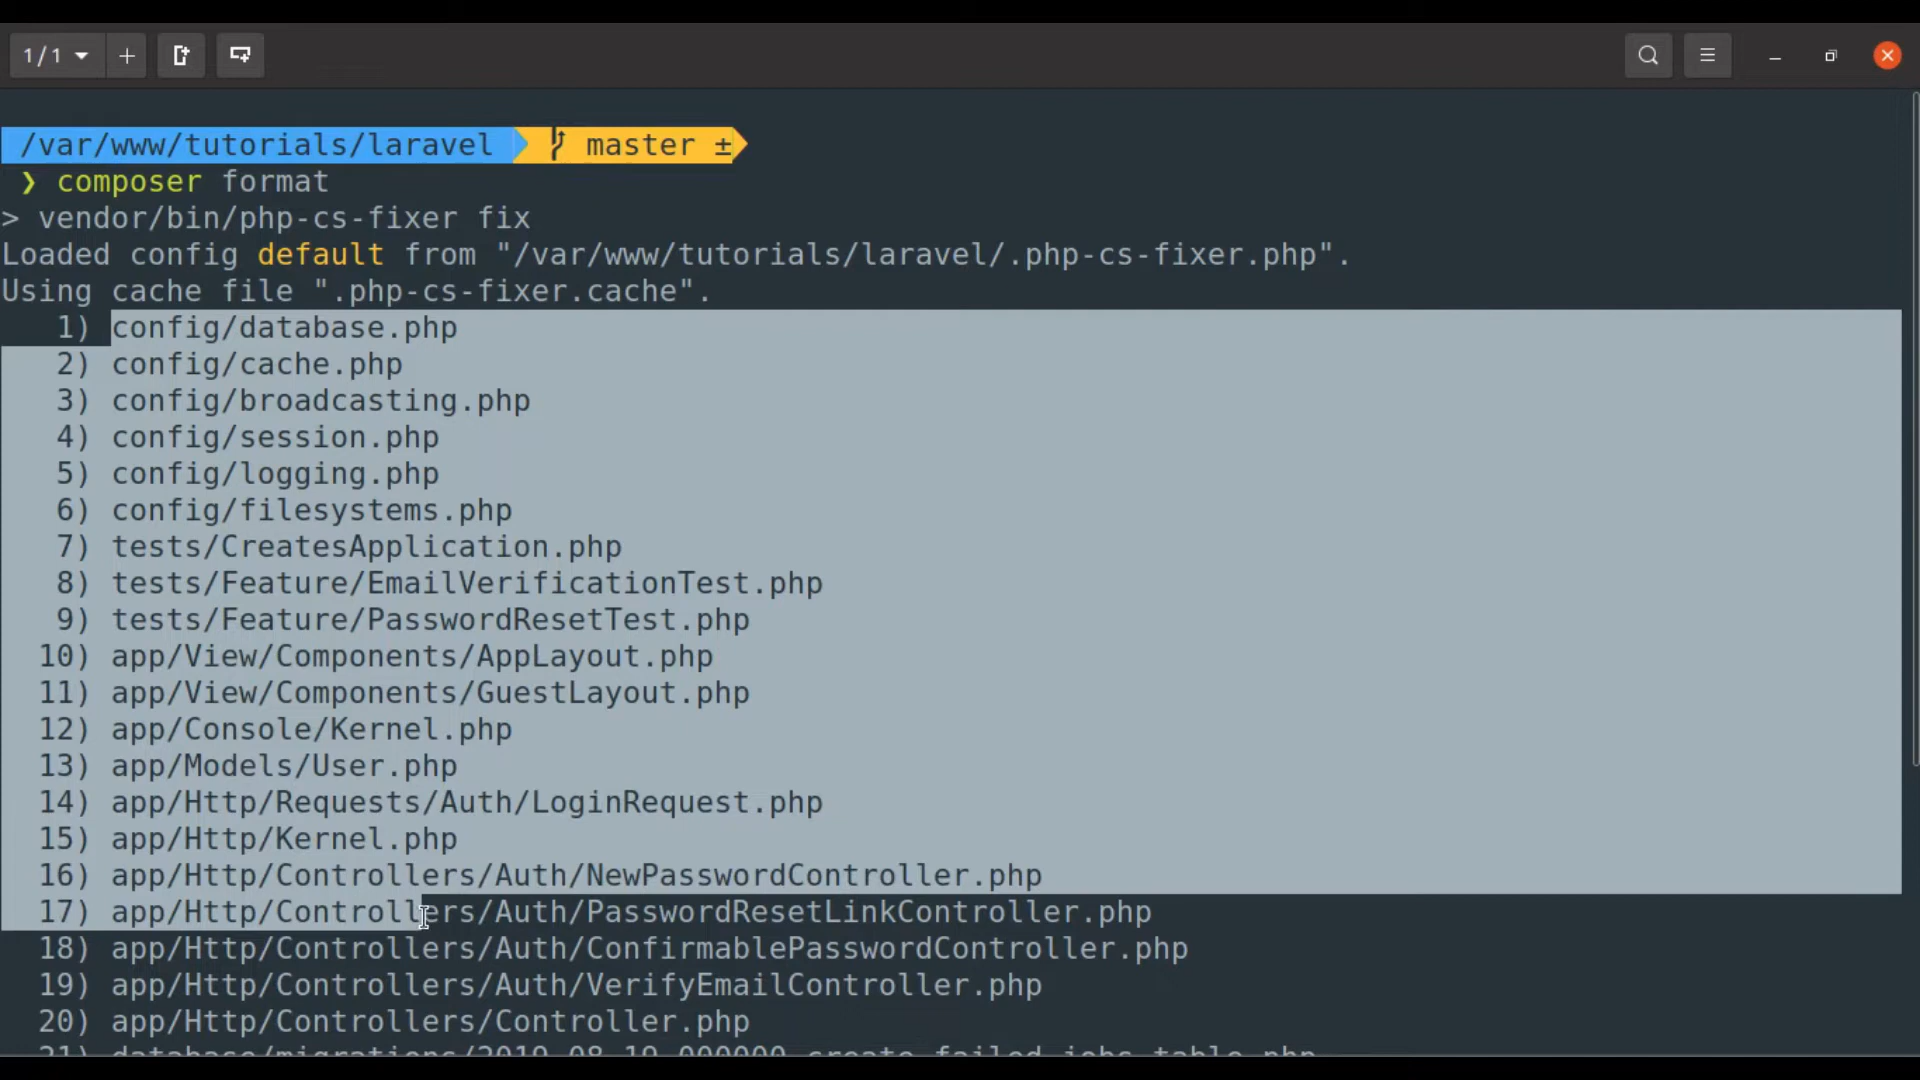 1/1
/var/www/tutorials/laravel master ±
❯ composer format
> vendor/bin/php-cs-fixer fix
Loaded config default from "/var/www/tutorials/laravel/.php-cs-fixer.php".
Using cache file ".php-cs-fixer.cache".
1) config/database.php
2) config/cache.php
3) config/broadcasting.php
4) config/session.php
5) config/logging.php
6) config/filesystems.php
7) tests/CreatesApplication.php
8) tests/Feature/EmailVerificationTest.php
9) tests/Feature/PasswordResetTest.php
10) app/View/Components/AppLayout.php
11) app/View/Components/GuestLayout.php
12) app/Console/Kernel.php
13) app/Models/User.php
14) app/Http/Requests/Auth/LoginRequest.php
15) app/Http/Kernel.php
16) app/Http/Controllers/Auth/NewPasswordController.php
17) app/Http/Controllers/Auth/PasswordResetLinkController.php
18) app/Http/Controllers/Auth/ConfirmablePasswordController.php
19) app/Http/Controllers/Auth/VerifyEmailController.php
20) app/Http/Controllers/Controller.php
21) database/migrations/2019_08_19_000000_create_failed_jobs_table.php